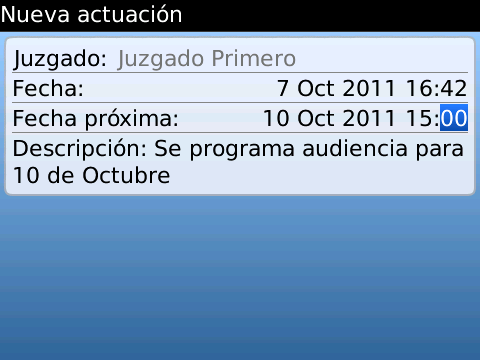 Nueva actuación
Juzgado: Juzgado Primero
Fecha: 7 Oct 2011 16:42
Fecha próxima: 10 Oct 2011 15:00
Descripción: Se programa audiencia para
10 de Octubre